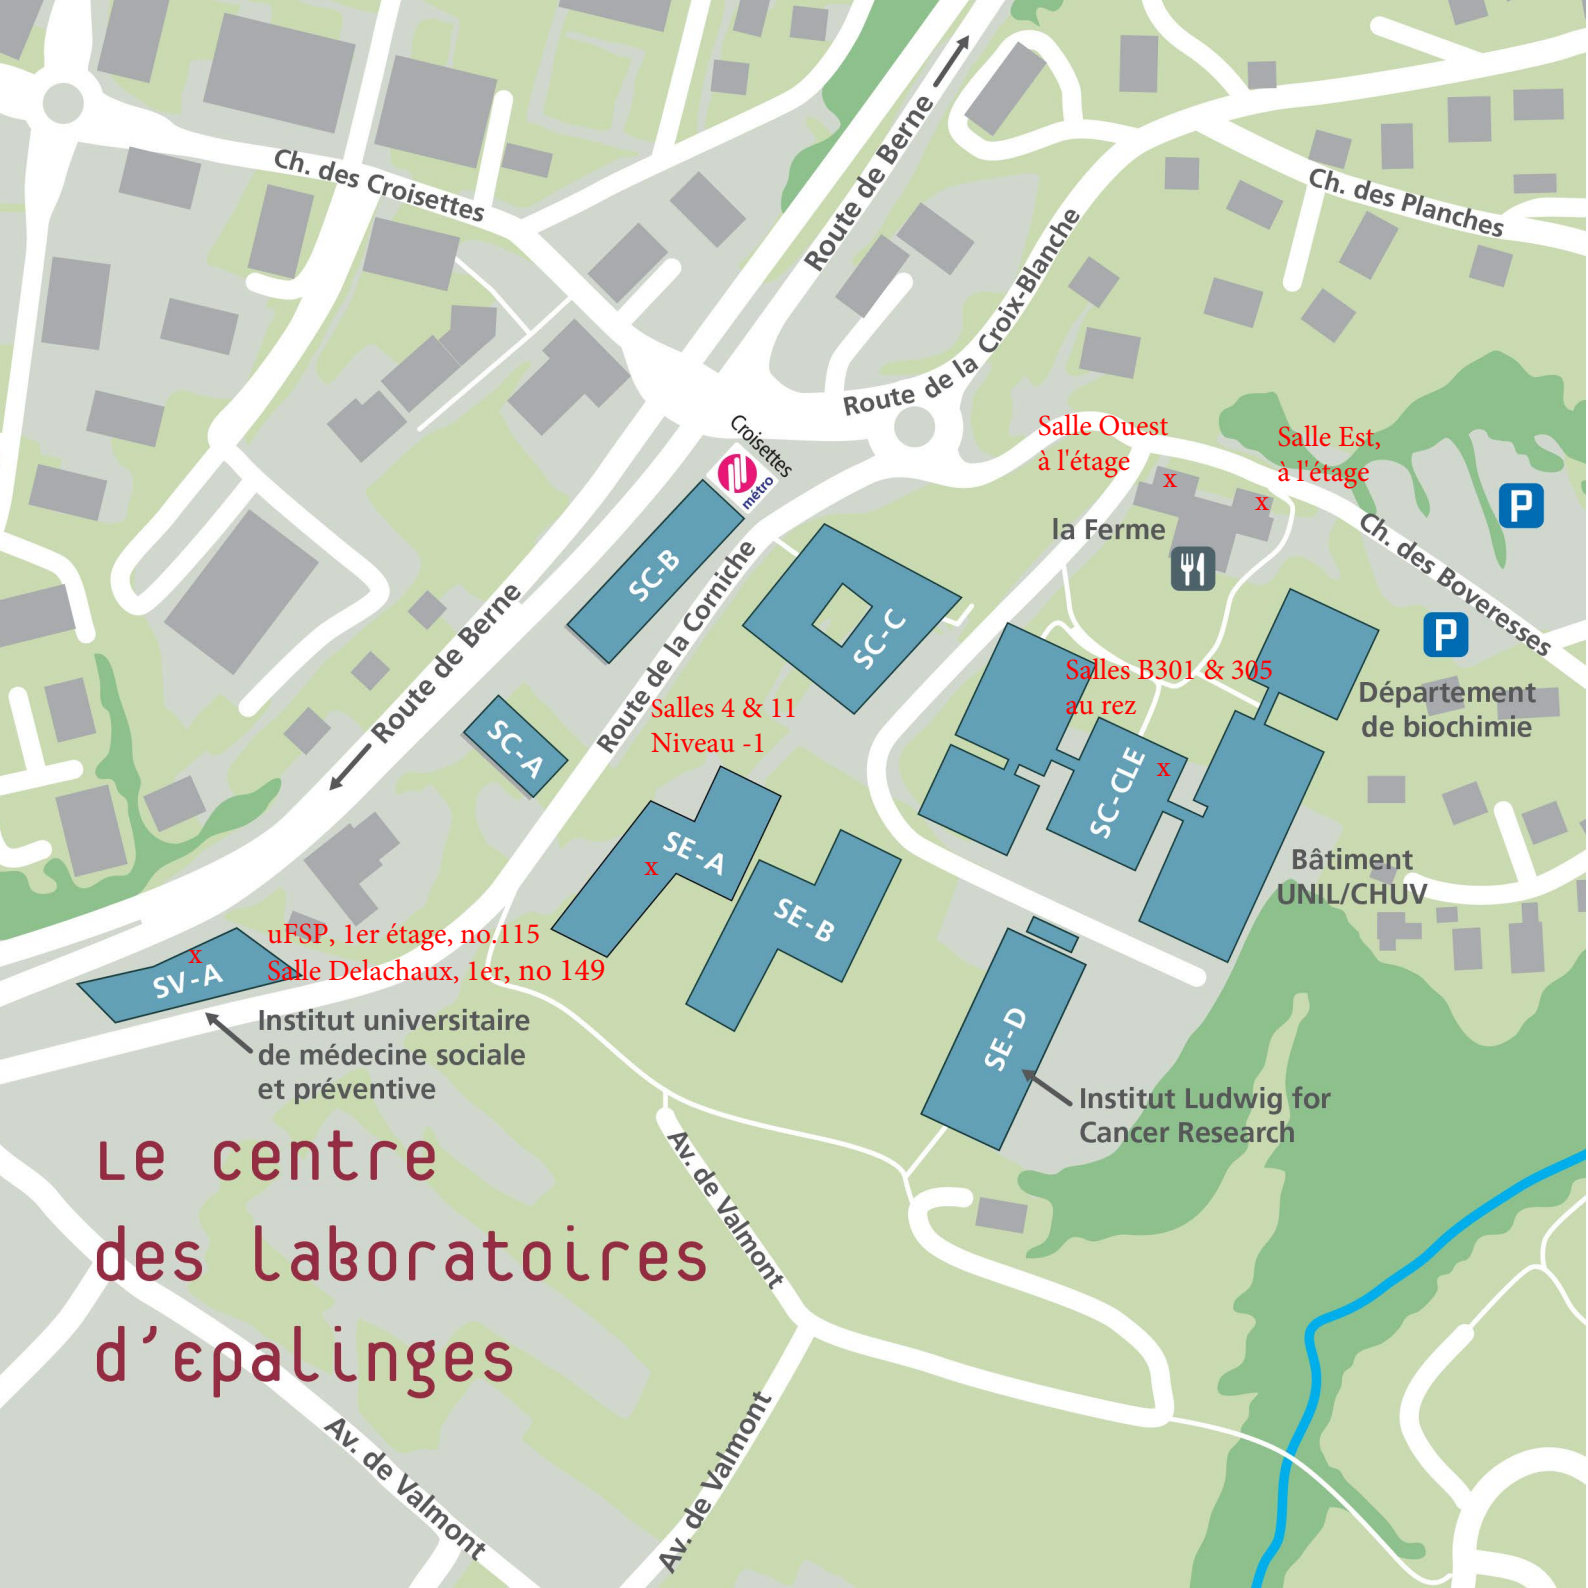 Ch. des Croisettes
Route de Berne
Route de la Croix-Blanche
Ch. des Planches
Croisettes
métro
Salle Ouest
à l'étage
x
Salle Est,
à l'étage
x
la Ferme
P
Ch. des Boveresses
P
Département
de biochimie
SC-B
Route de la Corniche
SC-C
Route de Berne
SC-A
Salles 4 & 11
Niveau -1
Salles B301 & 305
au rez
SC-CLE
x
SE-A
x
SE-B
Bâtiment
UNIL/CHUV
uFSP, 1er étage, no.115
Salle Delachaux, 1er, no 149
x
SV-A
Institut universitaire
de médecine sociale
et préventive
SE-D
Institut Ludwig for
Cancer Research
Le centre
des laboratoires
d'epalinges
Av. de Valmont
Av. de Valmont
Av. de Valmont